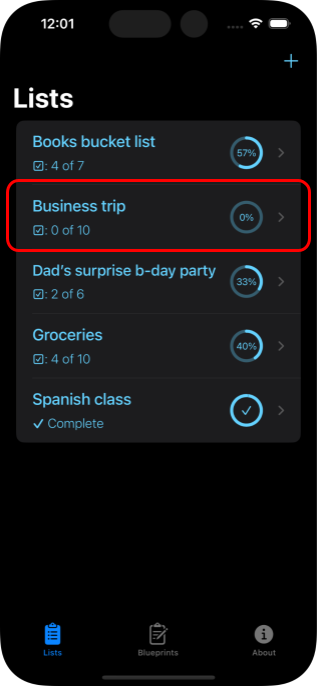 12:01
Lists
Books bucket list
57%
: 4 of 7
Business trip
0%
: 0 of 10
Dad’s surprise b-day party
33%
: 2 of 6
Groceries
40%
: 4 of 10
Spanish class
Complete
Lists Blueprints About